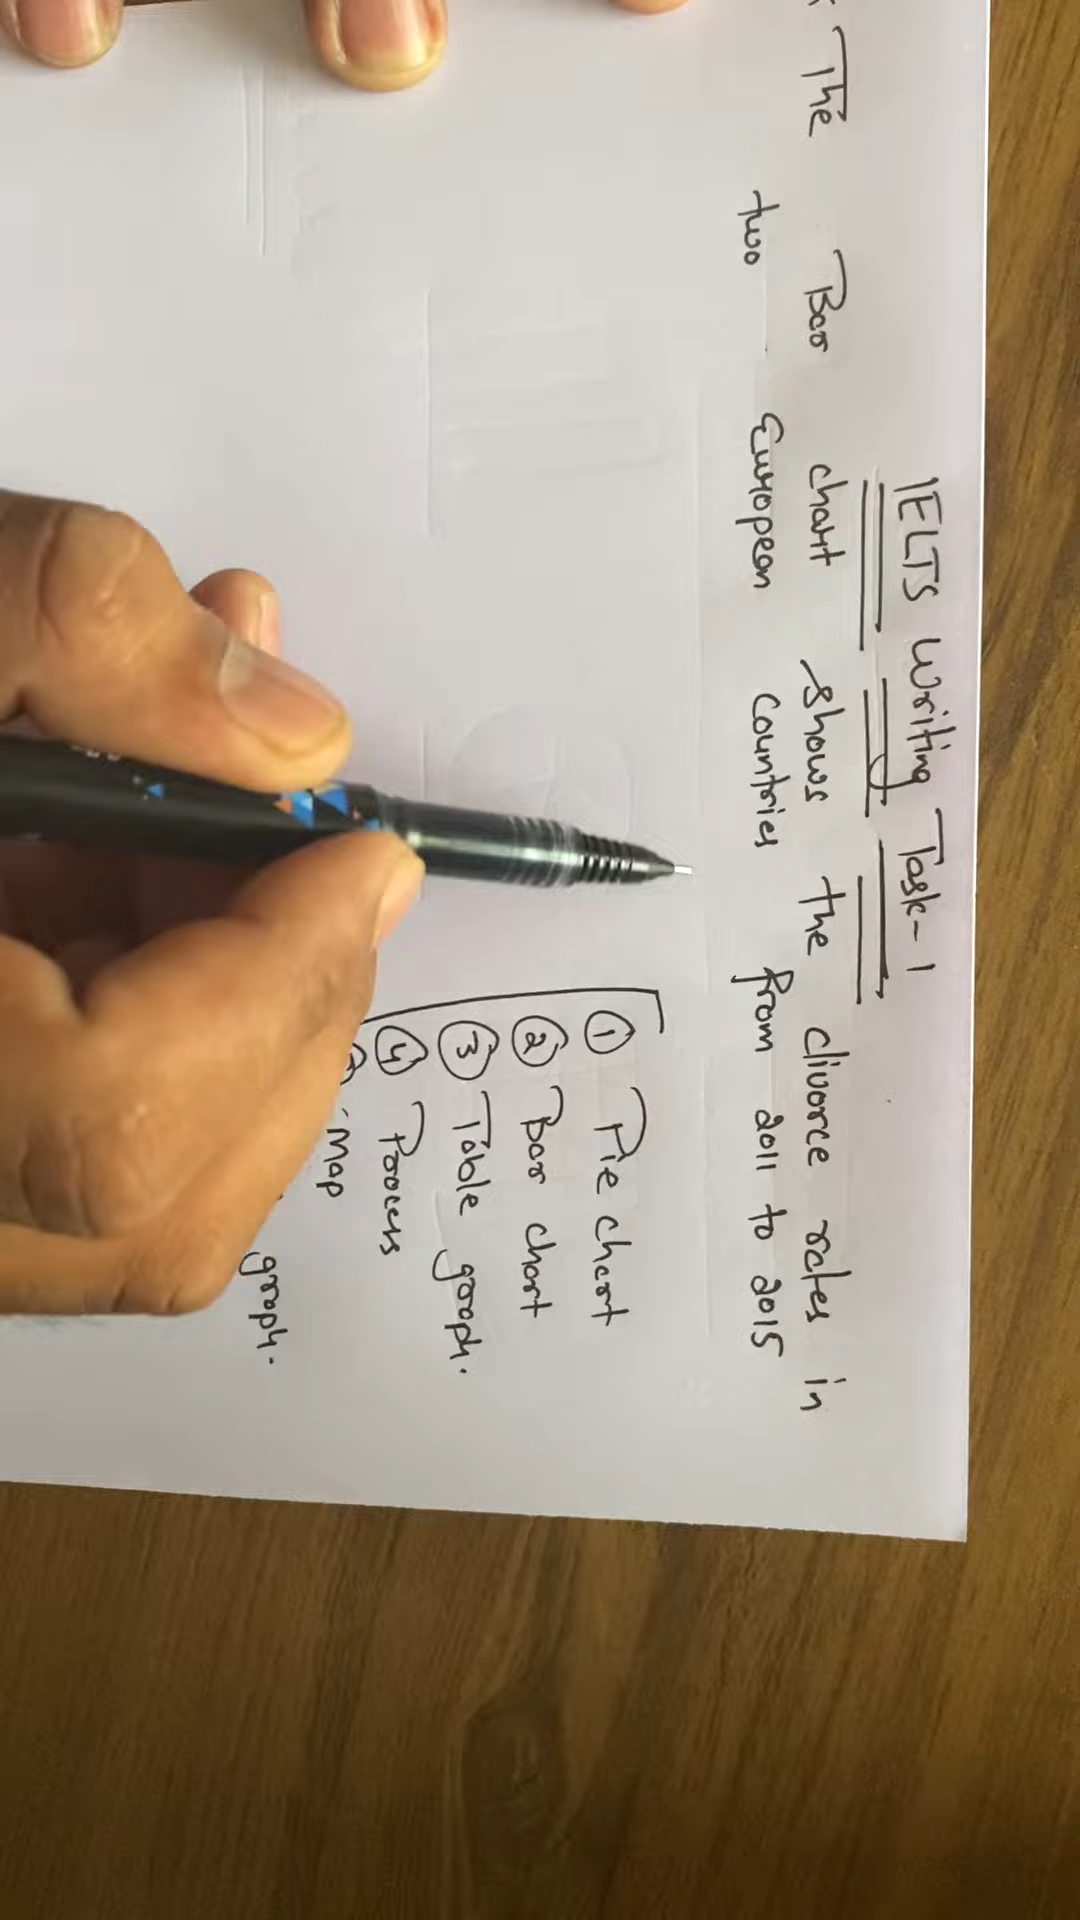 IELTS Writing Task-1
The Bar chart shows the divorce rates in
two European countries from 2011 to 2015
① Pie chart
② Bar chart
③ Table graph.
④ Process
Map
graph.